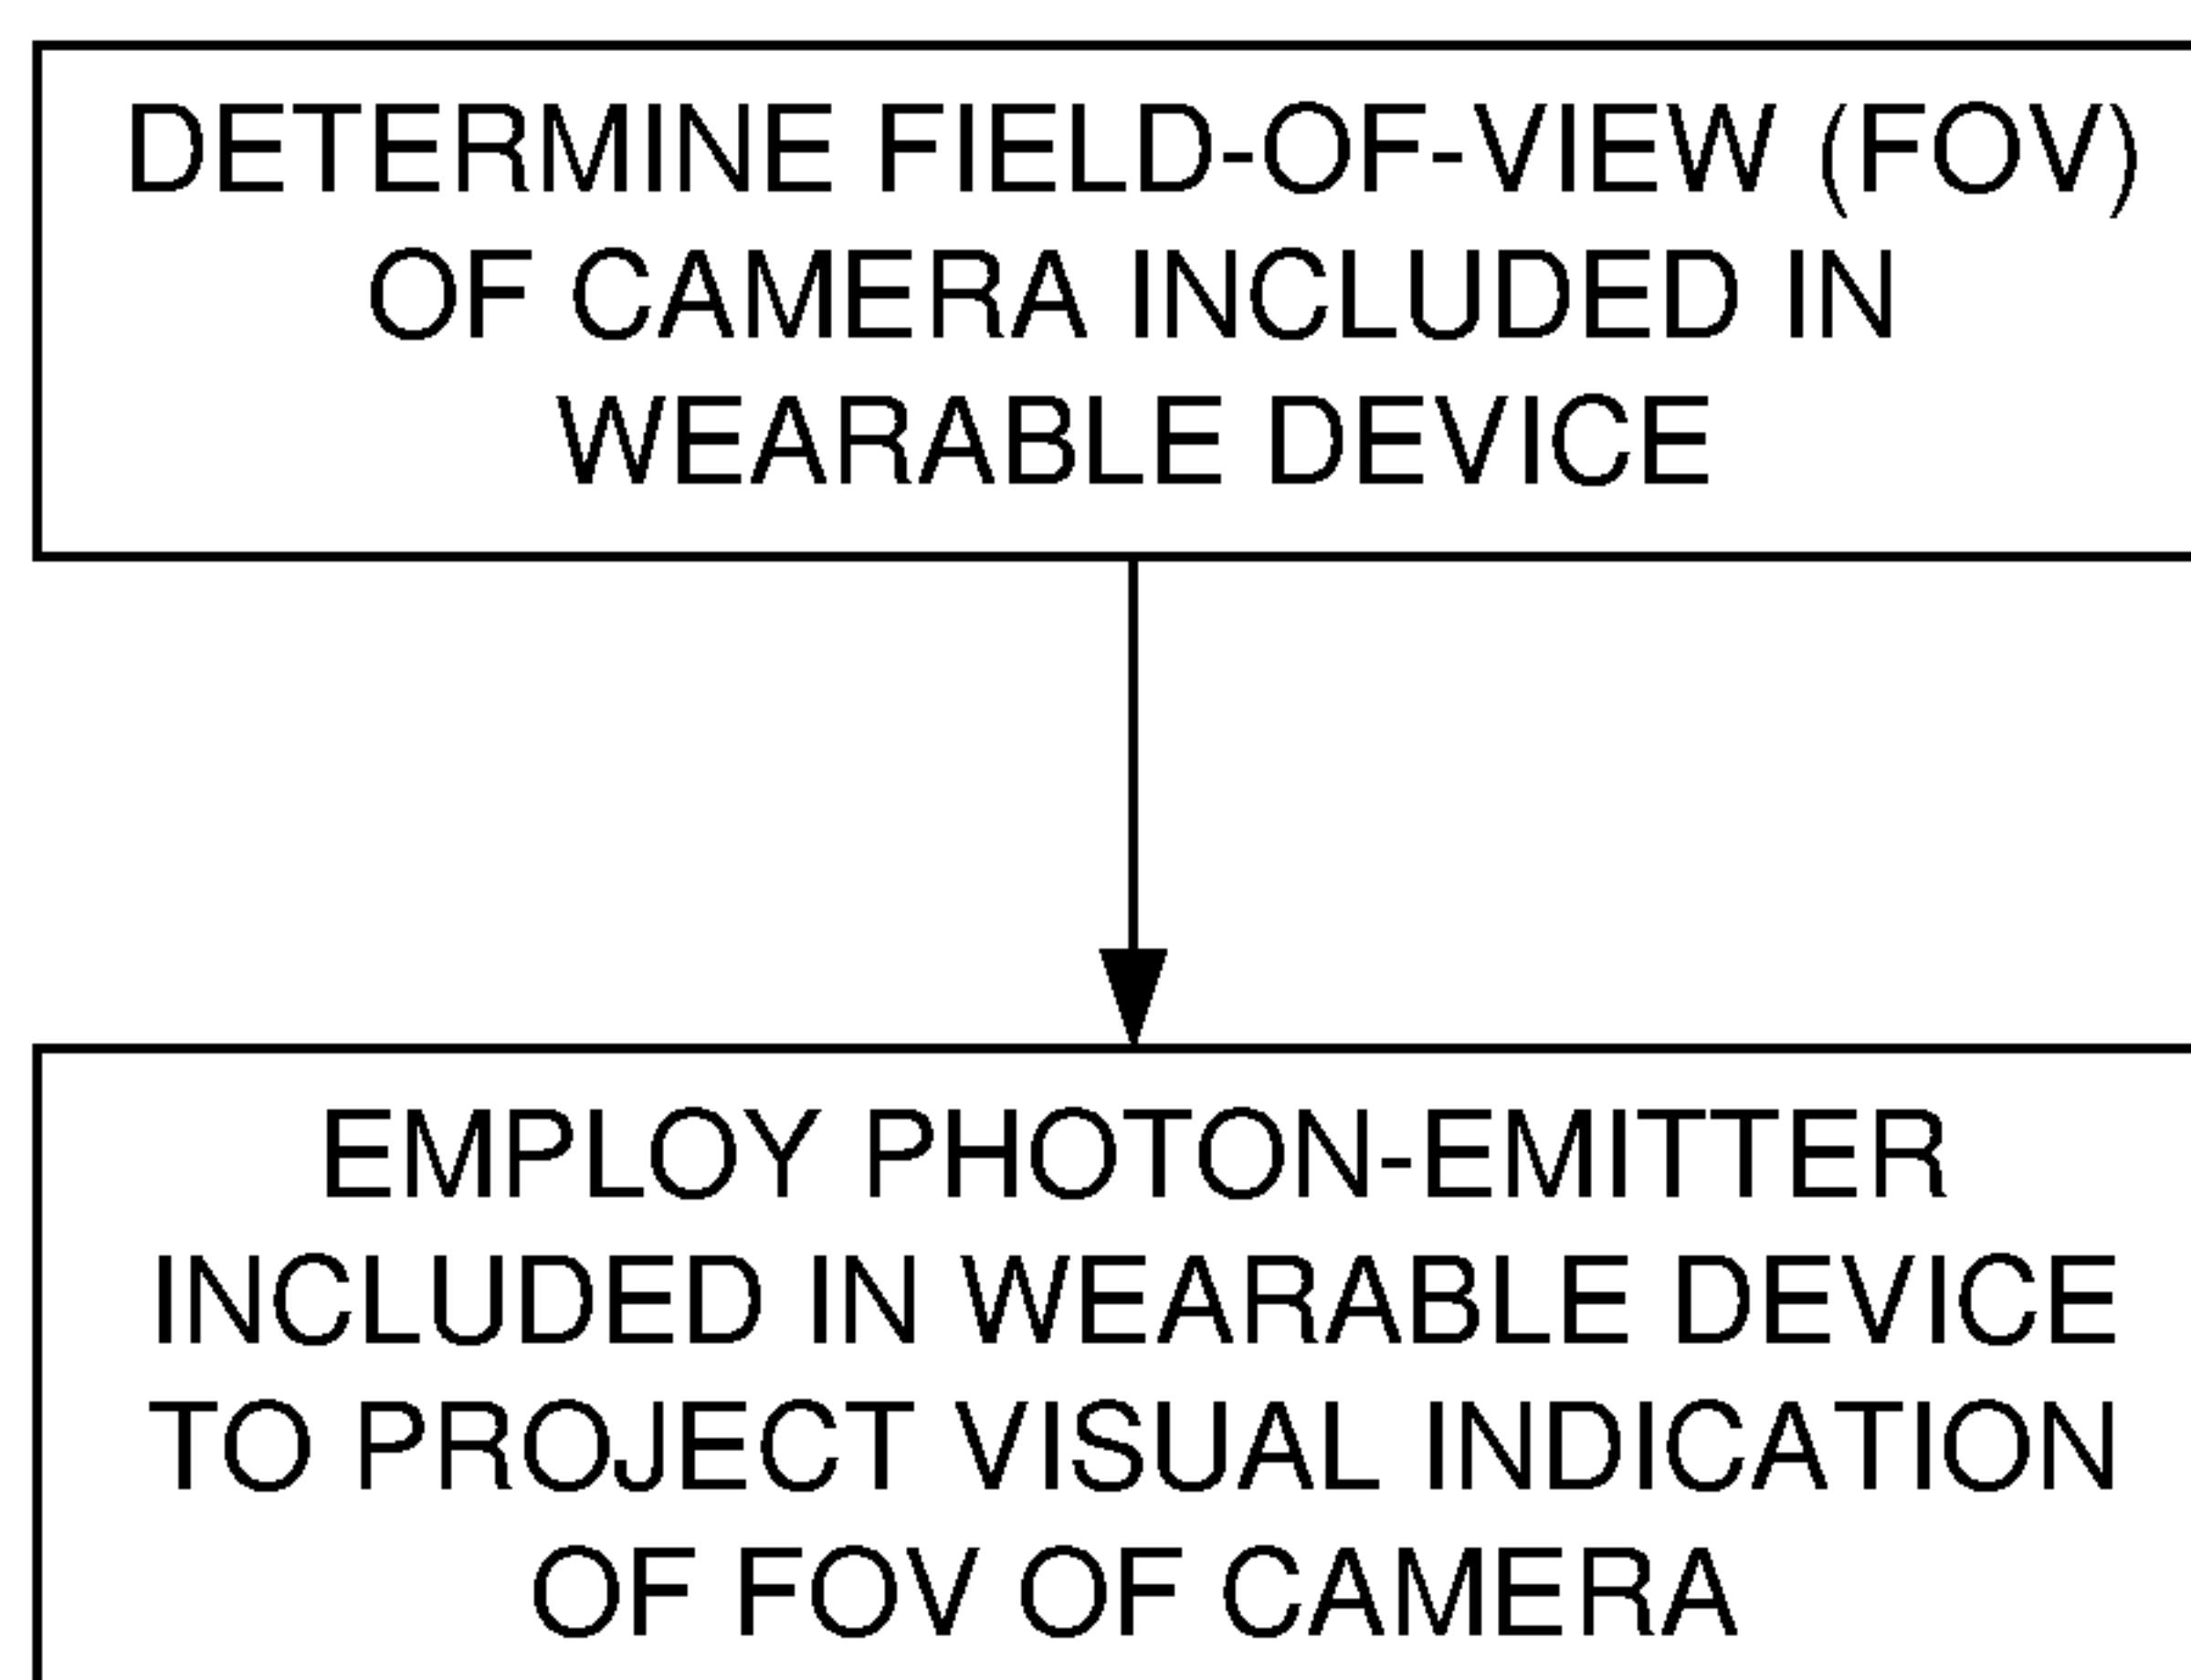 DETERMINE FIELD-OF-VIEW (FOV)
OF CAMERA INCLUDED IN
WEARABLE DEVICE
EMPLOY PHOTON-EMITTER
INCLUDED IN WEARABLE DEVICE
TO PROJECT VISUAL INDICATION
OF FOV OF CAMERA